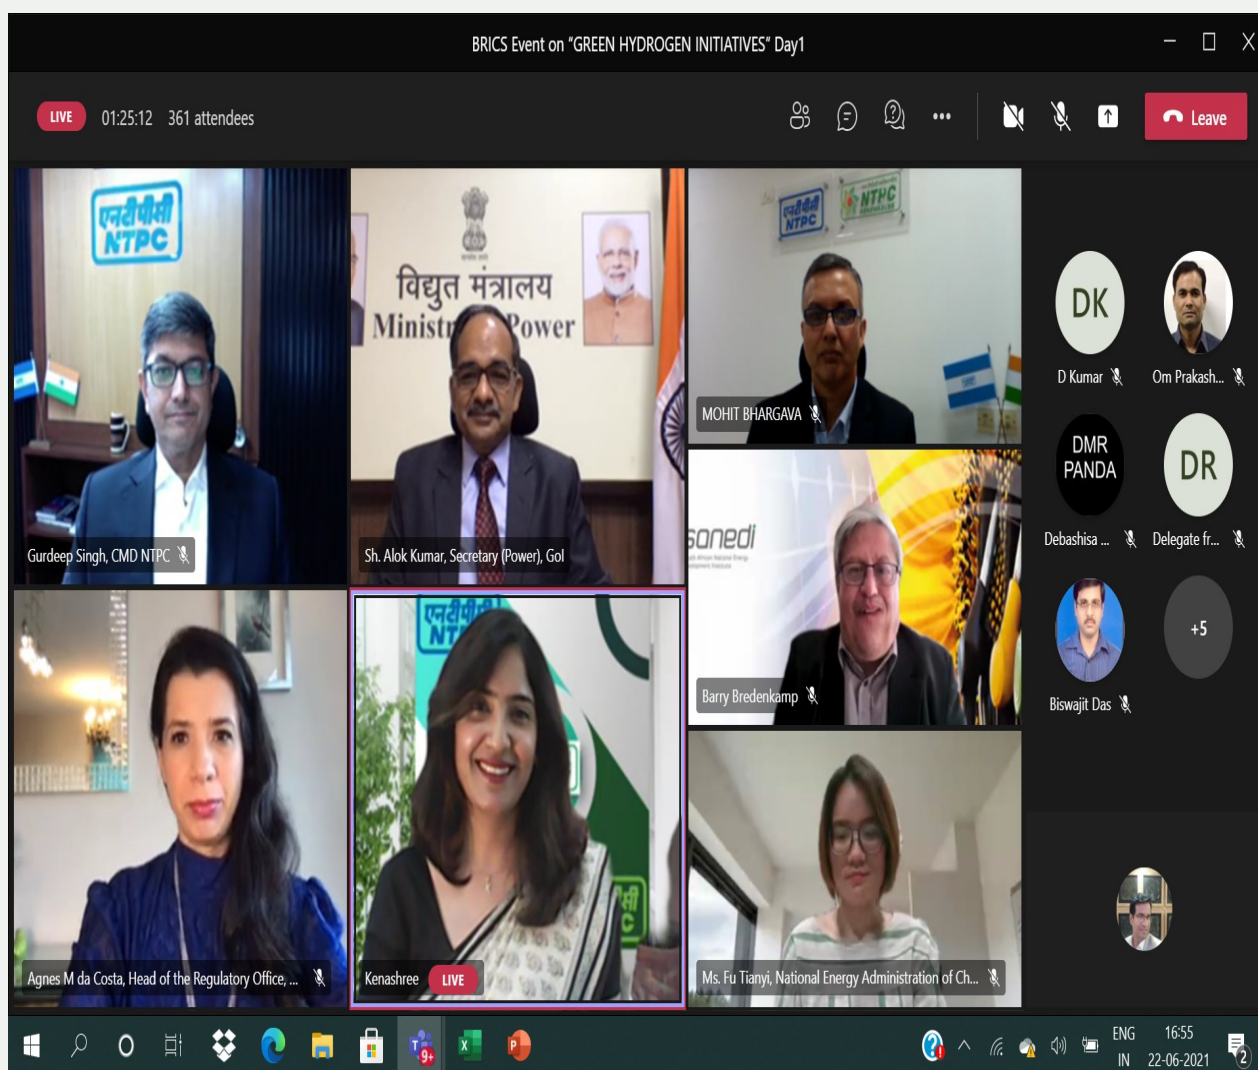 BRICS Event on “GREEN HYDROGEN INITIATIVES” Day1
LIVE 01:25:12 361 attendees
Leave
एनटीपीसी
NTPC
Gurdeep Singh, CMD NTPC
विद्युत मंत्रालय
Power
Sh. Alok Kumar, Secretary (Power), GoI
एनटीपीसी
NTPC
MOHIT BHARGAVA
sanedi
Barry Bredenkamp
DK
D Kumar
Om Prakash...
DMR
PANDA
Debashisa ...
DR
Delegate fr...
Biswajit Das
+5
Agnes M da Costa, Head of the Regulatory Office, ...
NTPC
Kenashree LIVE
Ms. Fu Tianyi, National Energy Administration of Ch...
9+
ENG
IN
16:55
22-06-2021
2